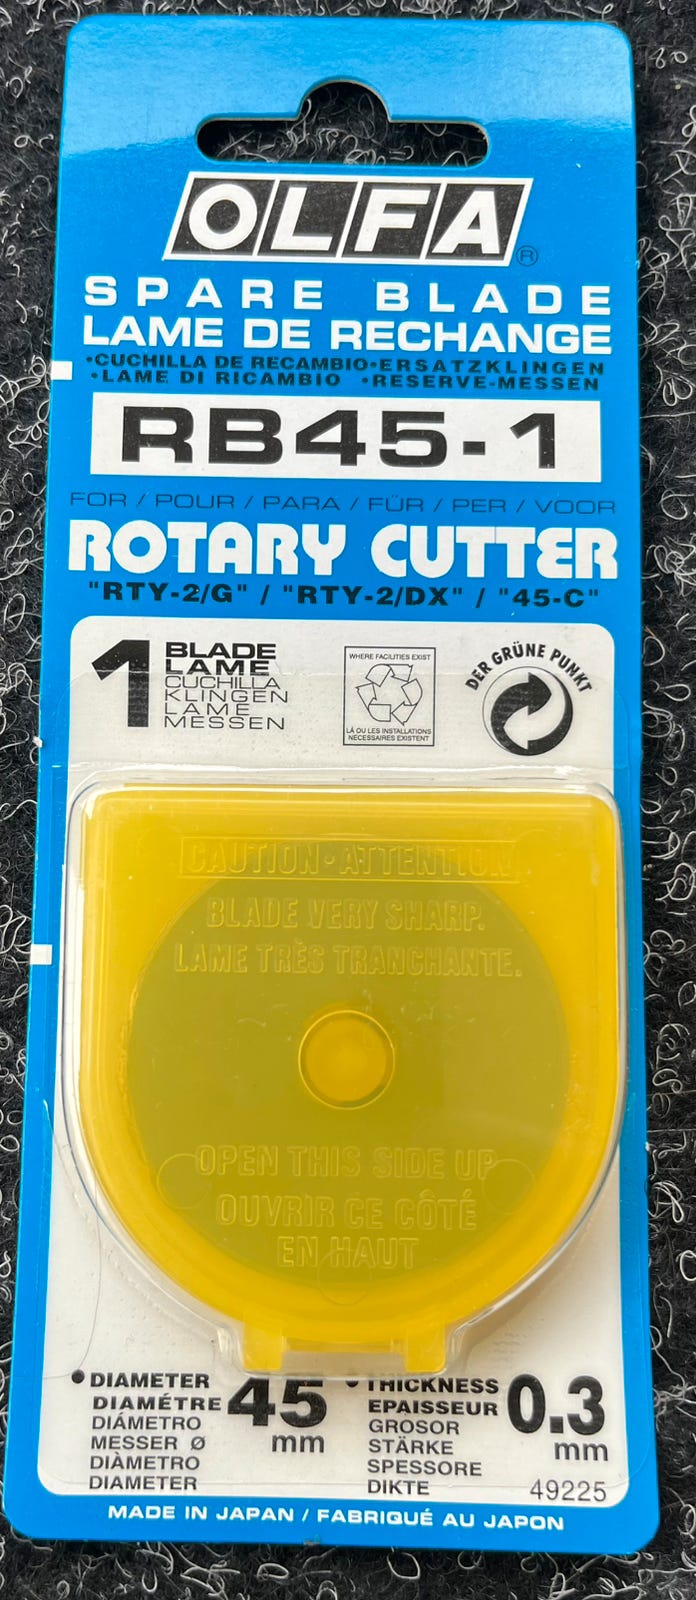 OLFA®
SPARE BLADE
LAME DE RECHANGE
•CUCHILLA DE RECAMBIO•ERSATZKLINGEN
•LAME DI RICAMBIO •RESERVE-MESSEN
RB45-1
FOR / POUR / PARA / FÜR / PER / VOOR
ROTARY CUTTER
"RTY-2/G" / "RTY-2/DX" / "45-C"
1
BLADE
LAME
CUCHILLA
KLINGEN
LAME
MESSEN
WHERE FACILITIES EXIST
LÀ OU LES INSTALLATIONS
NECESSAIRES EXISTENT
DER GRÜNE PUNKT
CAUTION•ATTENTION
BLADE VERY SHARP.
LAME TRÈS TRANCHANTE.
OPEN THIS SIDE UP
OUVRIR CE CÔTÉ
EN HAUT
•DIAMETER
DIAMÉTRE
DIÁMETRO
MESSER Ø
DIÀMETRO
DIAMETER
45
mm
•THICKNESS
EPAISSEUR
GROSOR
STÄRKE
SPESSORE
DIKTE
0.3
mm
49225
MADE IN JAPAN / FABRIQUÉ AU JAPON